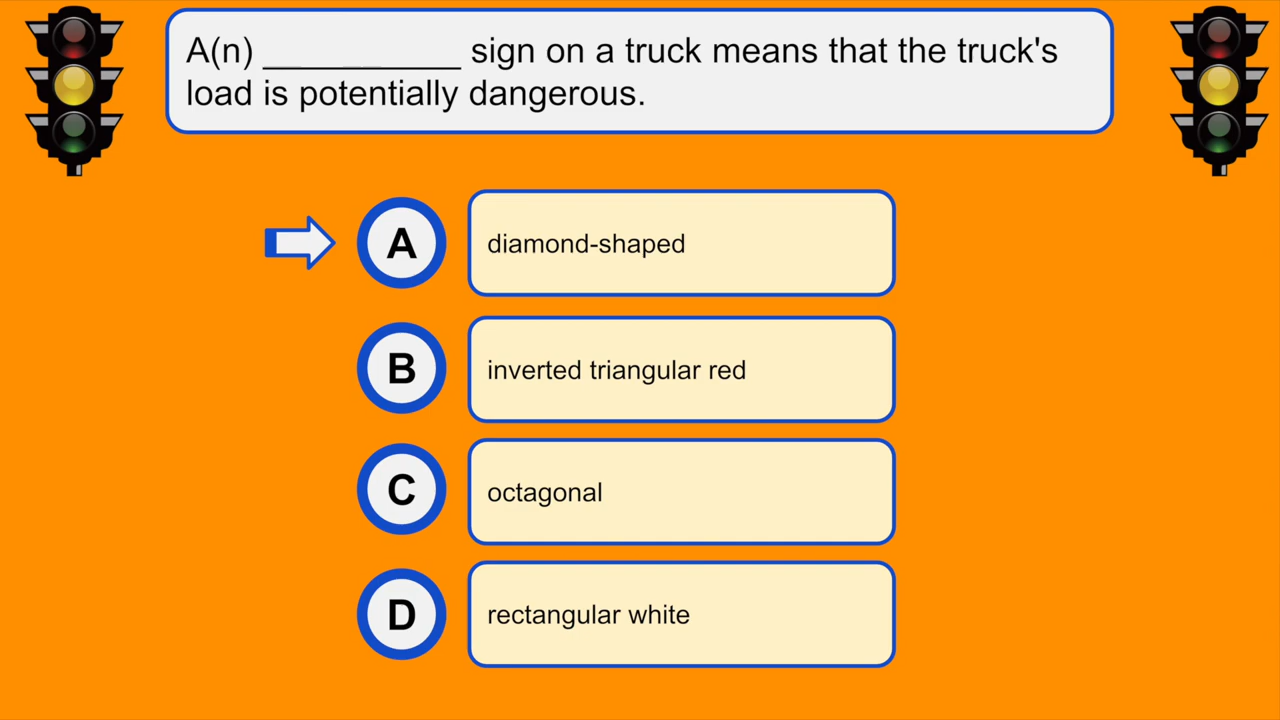 A(n) __________ sign on a truck means that the truck's
load is potentially dangerous.
A
diamond-shaped
B
inverted triangular red
C
octagonal
D
rectangular white